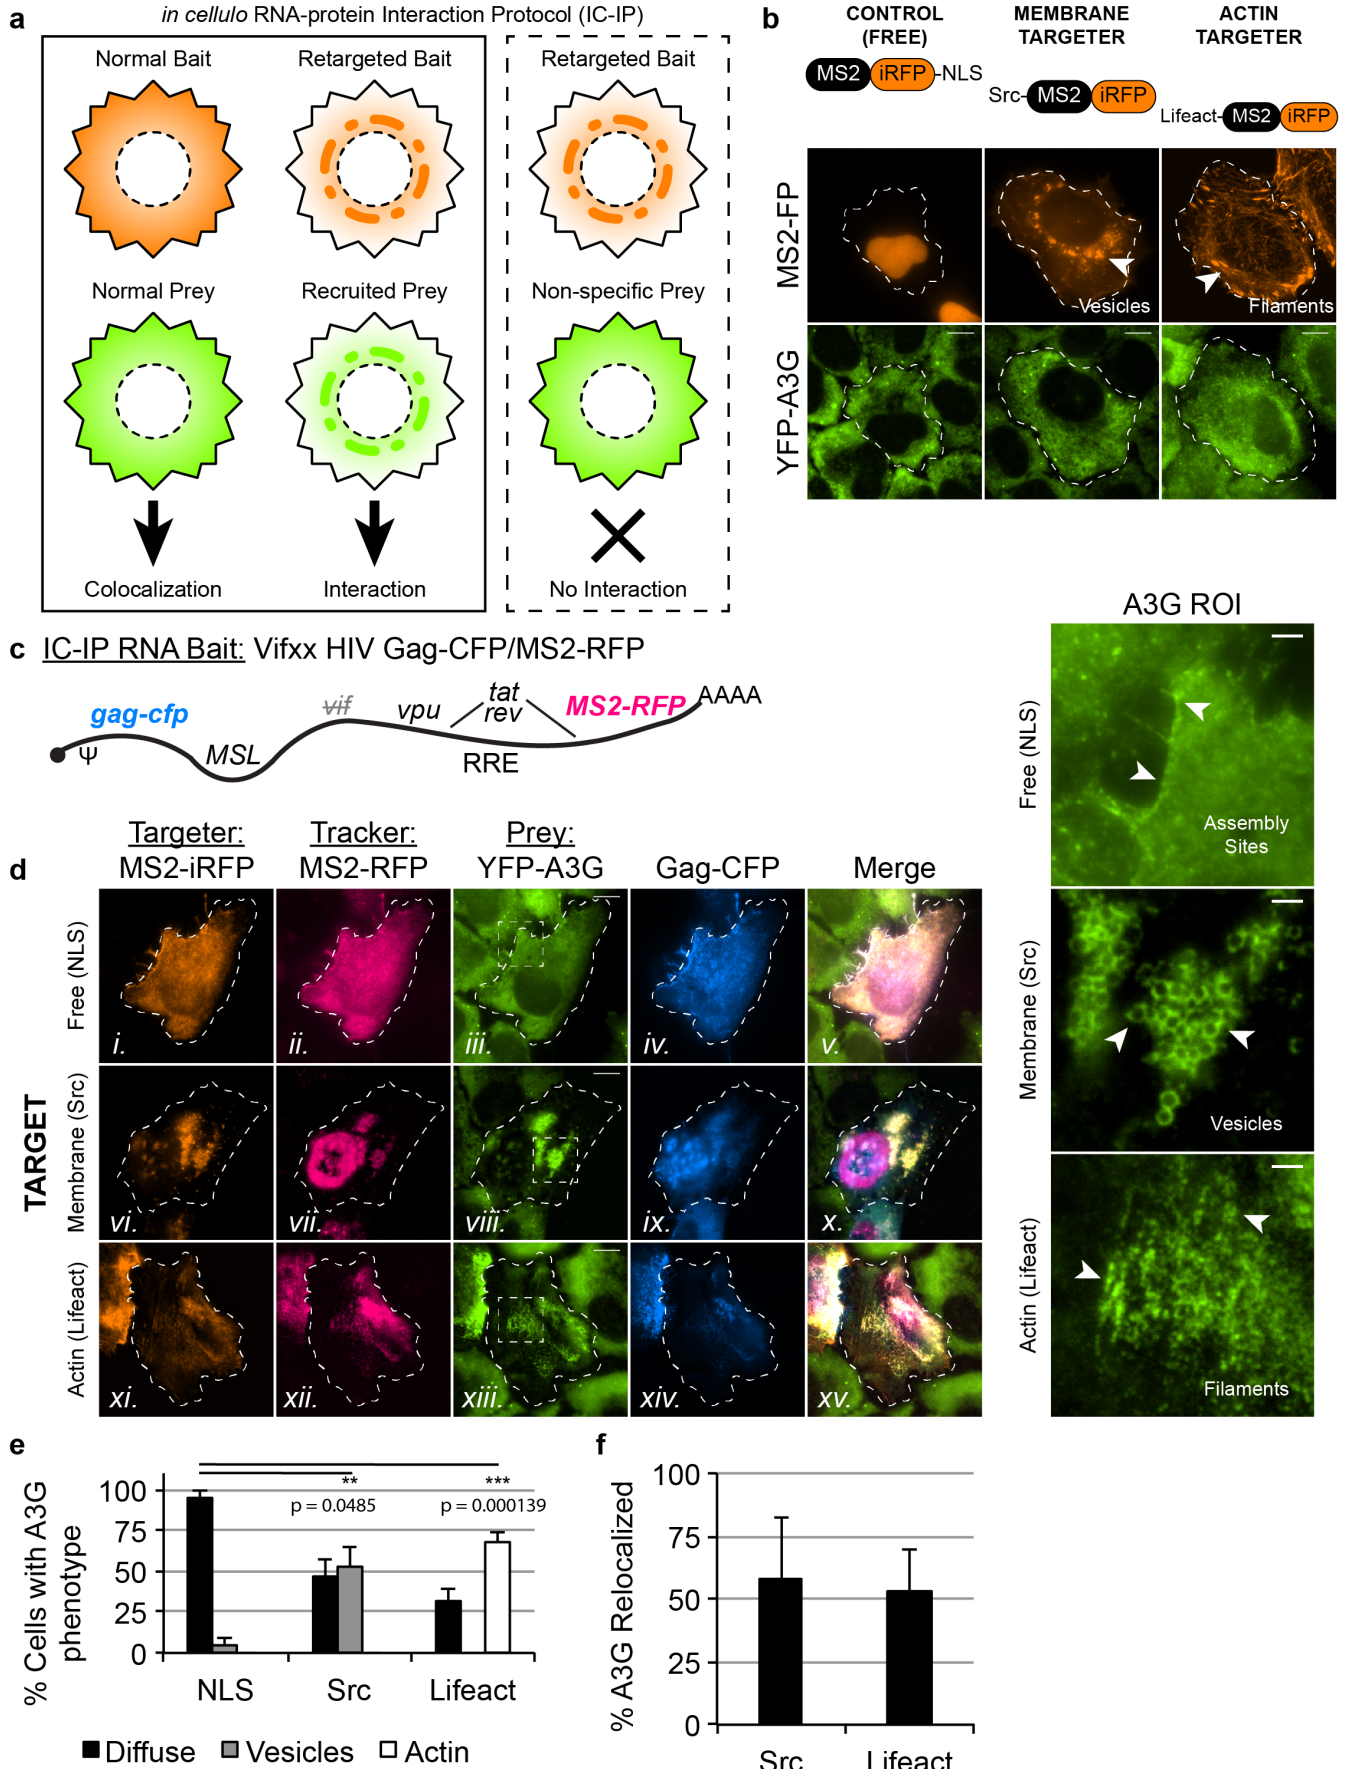 a
in cellulo RNA-protein Interaction Protocol (IC-IP)
Normal Bait
Retargeted Bait
Retargeted Bait
Normal Prey
Recruited Prey
Non-specific Prey
Colocalization
Interaction
No Interaction
b
CONTROL
(FREE)
MEMBRANE
TARGETER
ACTIN
TARGETER
MS2 iRFP -NLS
Src- MS2 iRFP
Lifeact- MS2 iRFP
MS2-FP
Vesicles
Filaments
YFP-A3G
c IC-IP RNA Bait: Vifxx HIV Gag-CFP/MS2-RFP
gag-cfp
Ψ
MSL
vif
vpu
tat
rev
RRE
MS2-RFP
AAAA
d
Targeter:
MS2-iRFP
Tracker:
MS2-RFP
Prey:
YFP-A3G
Gag-CFP
Merge
TARGET
Free (NLS)
i.
ii.
iii.
iv.
v.
Membrane (Src)
vi.
vii.
viii.
ix.
x.
Actin (Lifeact)
xi.
xii.
xiii.
xiv.
xv.
A3G ROI
Free (NLS)
Assembly
Sites
Membrane (Src)
Vesicles
Actin (Lifeact)
Filaments
e
% Cells with A3G
phenotype
100
75
50
25
0
**
p = 0.0485
***
p = 0.000139
NLS
Src
Lifeact
Diffuse
Vesicles
Actin
f
% A3G Relocalized
100
75
50
25
0
Src
Lifeact